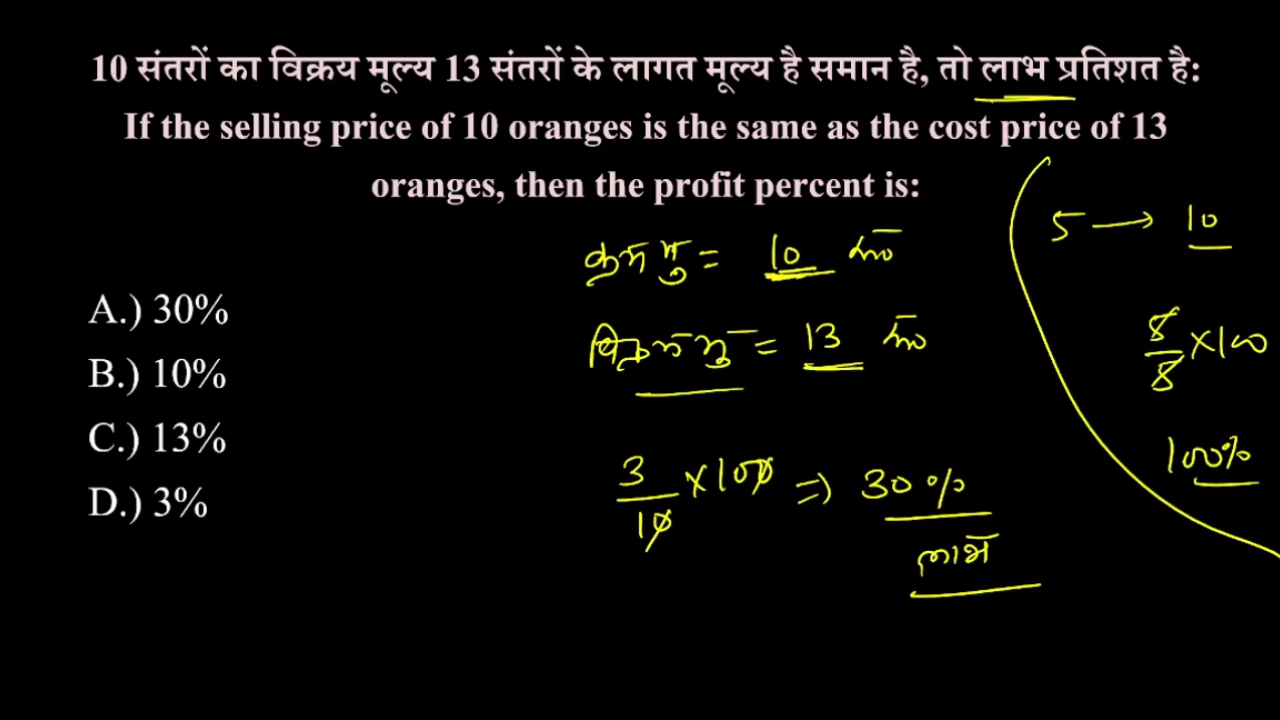 10 संतरों का विक्रय मूल्य 13 संतरों के लागत मूल्य है समान है, तो लाभ प्रतिशत है:
If the selling price of 10 oranges is the same as the cost price of 13
oranges, then the profit percent is:
A.) 30%
B.) 10%
C.) 13%
D.) 3%
= 10
= 13
3/10 × 100 ⇒ 30%
लाभ
5 → 10
× 100
100%